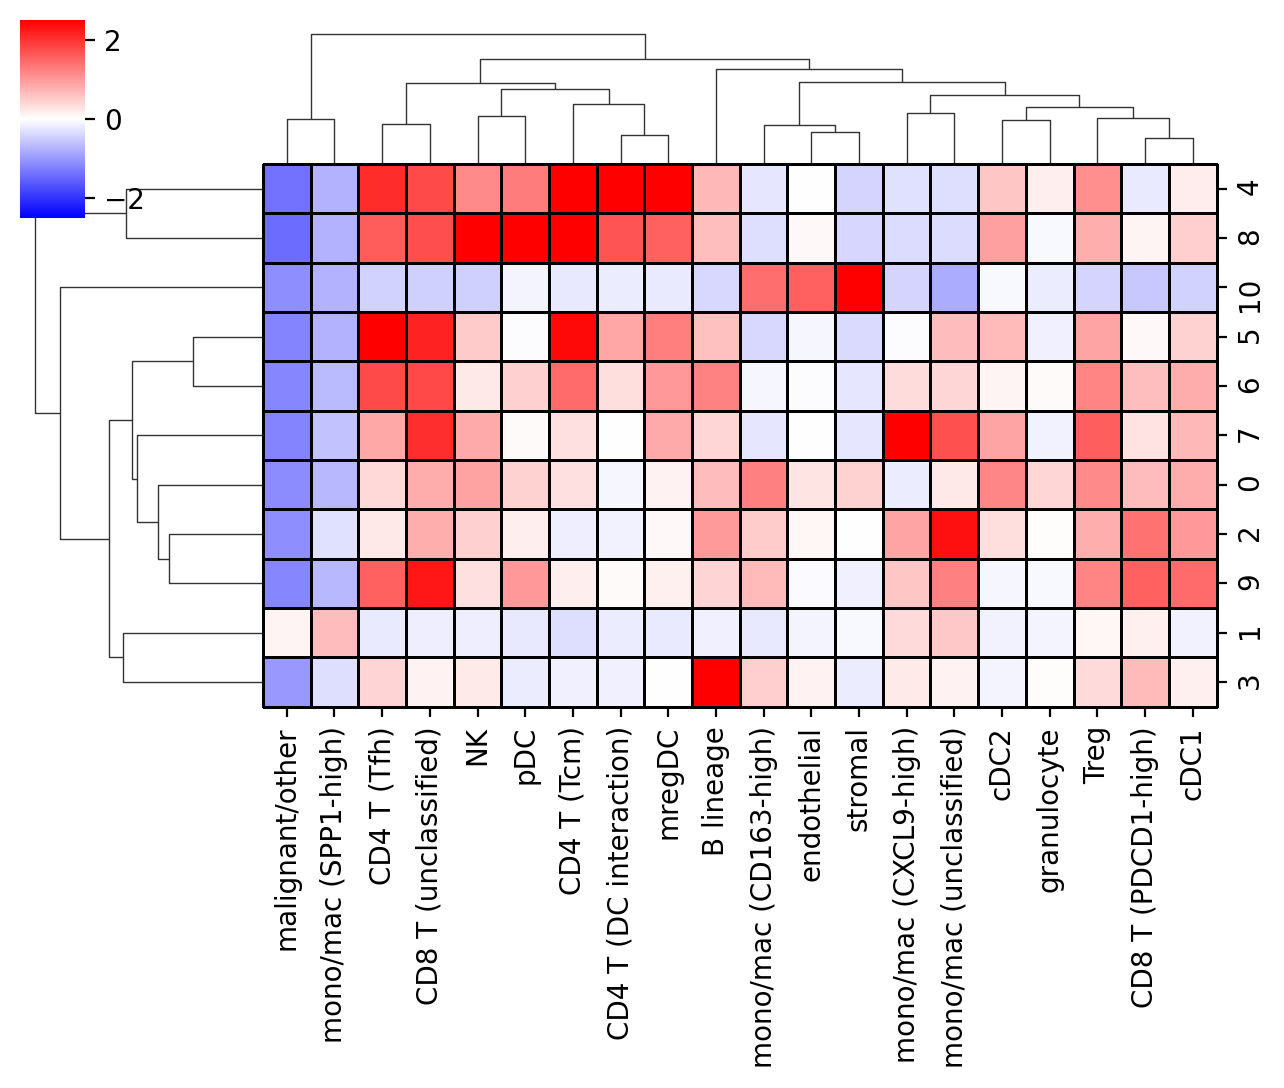 2
0
−2
4
8
10
5
6
7
0
2
9
1
3
malignant/other
mono/mac (SPP1-high)
CD4 T (Tfh)
CD8 T (unclassified)
NK
pDC
CD4 T (Tcm)
CD4 T (DC interaction)
mregDC
B lineage
mono/mac (CD163-high)
endothelial
stromal
mono/mac (CXCL9-high)
mono/mac (unclassified)
cDC2
granulocyte
Treg
CD8 T (PDCD1-high)
cDC1